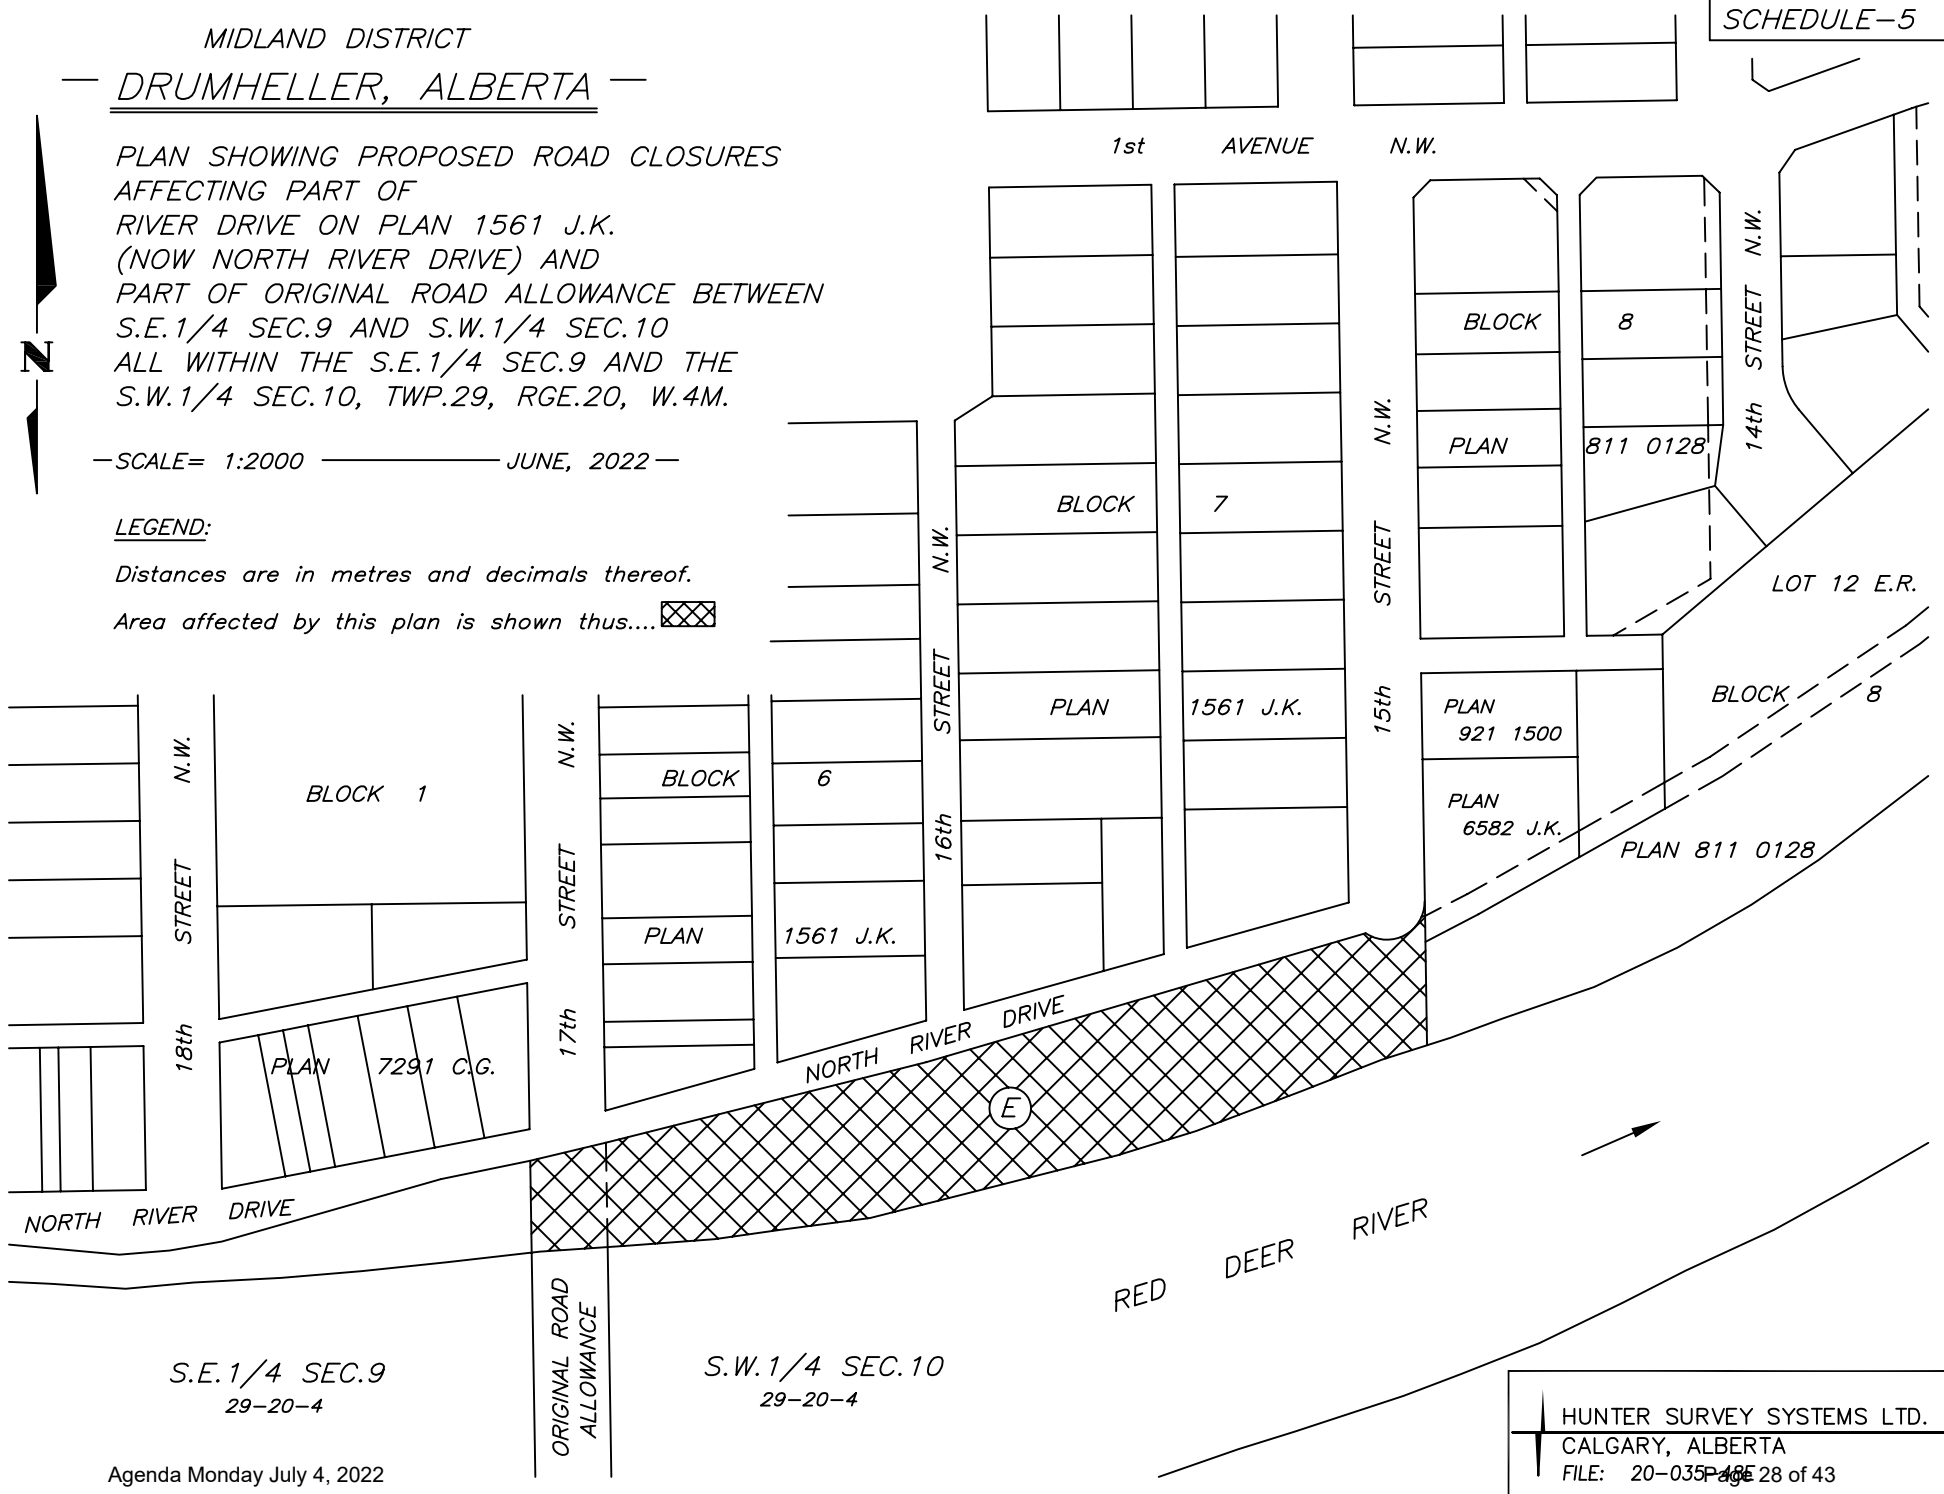 SCHEDULE-5
MIDLAND DISTRICT
DRUMHELLER, ALBERTA
PLAN SHOWING PROPOSED ROAD CLOSURES
AFFECTING PART OF
RIVER DRIVE ON PLAN 1561 J.K.
(NOW NORTH RIVER DRIVE) AND
PART OF ORIGINAL ROAD ALLOWANCE BETWEEN
S.E.1/4 SEC.9 AND S.W.1/4 SEC.10
ALL WITHIN THE S.E.1/4 SEC.9 AND THE
S.W.1/4 SEC.10, TWP.29, RGE.20, W.4M.
N
SCALE= 1:2000 JUNE, 2022
LEGEND:
Distances are in metres and decimals thereof.
Area affected by this plan is shown thus....
1st AVENUE N.W.
14th STREET N.W.
BLOCK 8
PLAN 811 0128
15th STREET N.W.
BLOCK 7
PLAN 1561 J.K.
16th STREET N.W.
LOT 12 E.R.
BLOCK 8
PLAN 811 0128
PLAN
921 1500
PLAN
6582 J.K.
BLOCK 6
PLAN 1561 J.K.
17th STREET N.W.
BLOCK 1
18th STREET N.W.
PLAN 7291 C.G.
NORTH RIVER DRIVE
NORTH RIVER DRIVE
E
RED DEER RIVER
ORIGINAL ROAD
ALLOWANCE
S.E.1/4 SEC.9
29-20-4
S.W.1/4 SEC.10
29-20-4
HUNTER SURVEY SYSTEMS LTD.
CALGARY, ALBERTA
FILE: 20-035-48E
Agenda Monday July 4, 2022
Page 28 of 43